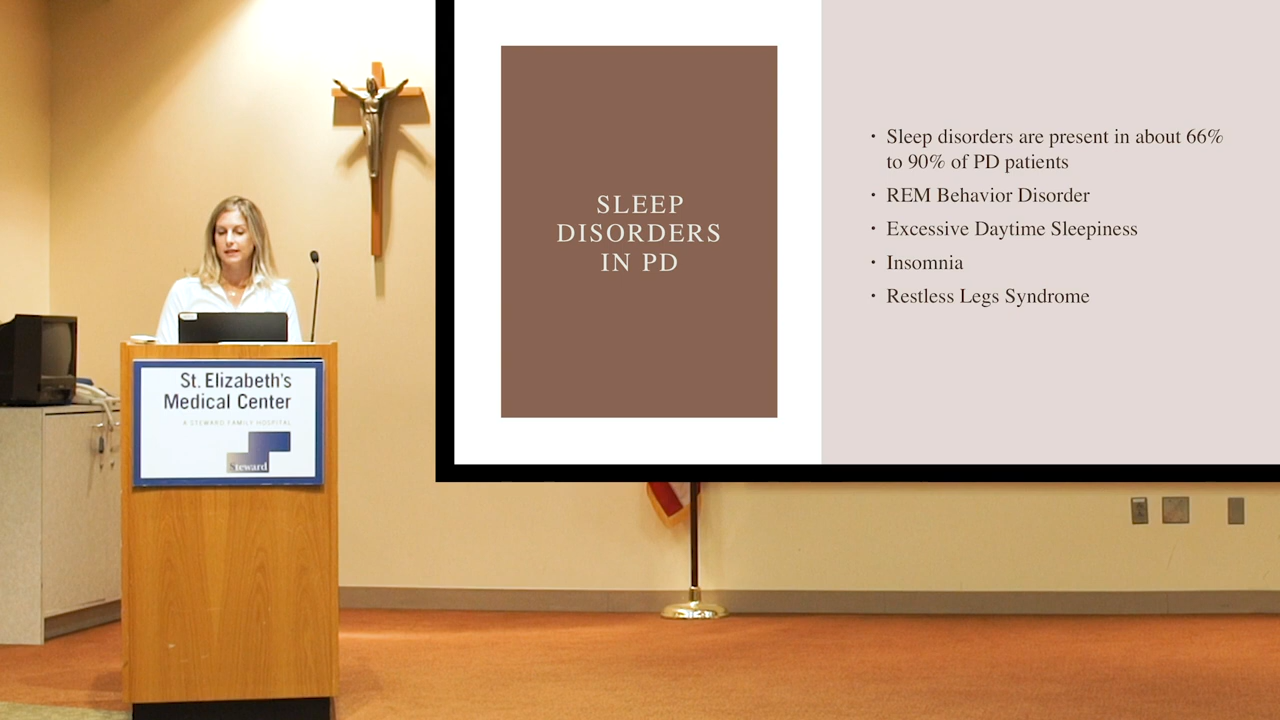 SLEEP
DISORDERS
IN PD
• Sleep disorders are present in about 66%
to 90% of PD patients
• REM Behavior Disorder
• Excessive Daytime Sleepiness
• Insomnia
• Restless Legs Syndrome
St. Elizabeth's
Medical Center
A STEWARD FAMILY HOSPITAL
Steward